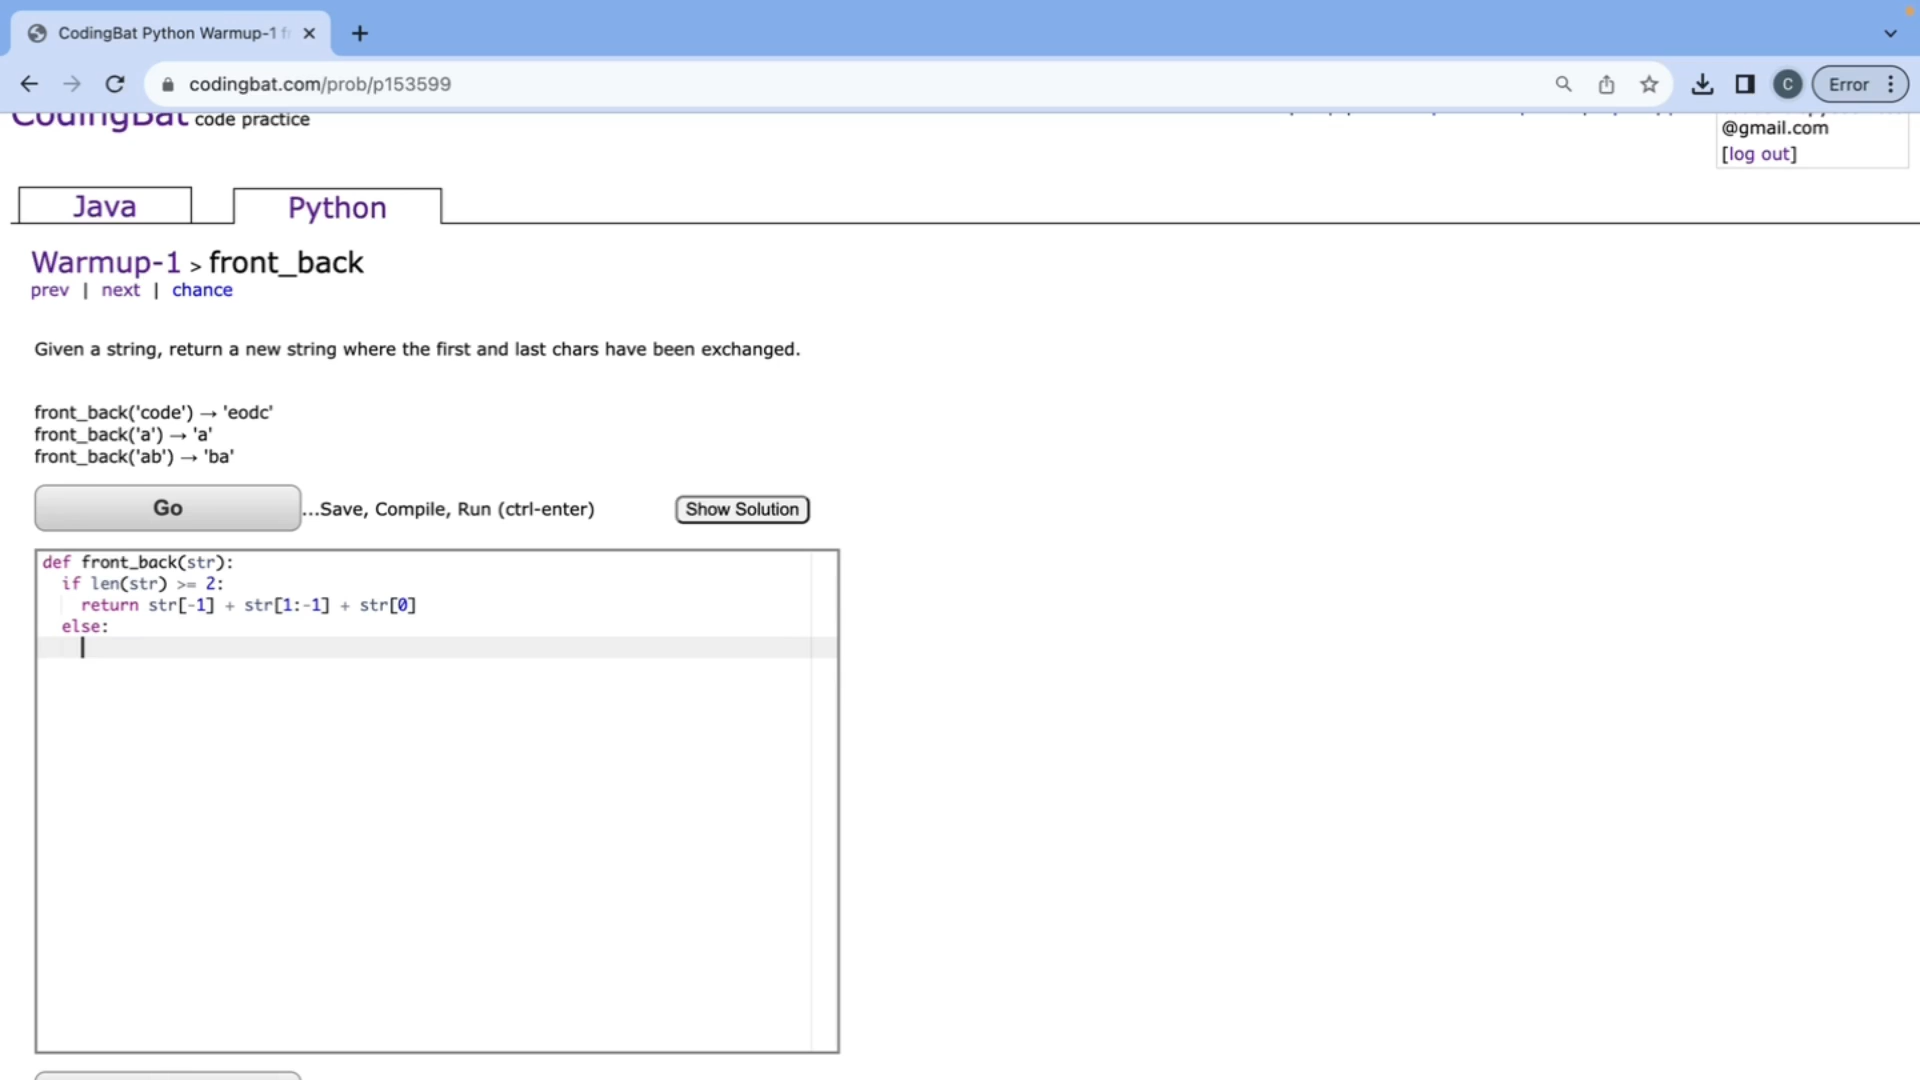 CodingBat Python Warmup-1 f
codingbat.com/prob/p153599
Error
C
CodingBat code practice
@gmail.com
[log out]
Java
Python
Warmup-1 > front_back
prev | next | chance
Given a string, return a new string where the first and last chars have been exchanged.
front_back('code') → 'eodc'
front_back('a') → 'a'
front_back('ab') → 'ba'
Go
...Save, Compile, Run (ctrl-enter)
Show Solution
def front_back(str):
  if len(str) >= 2:
    return str[-1] + str[1:-1] + str[0]
  else: